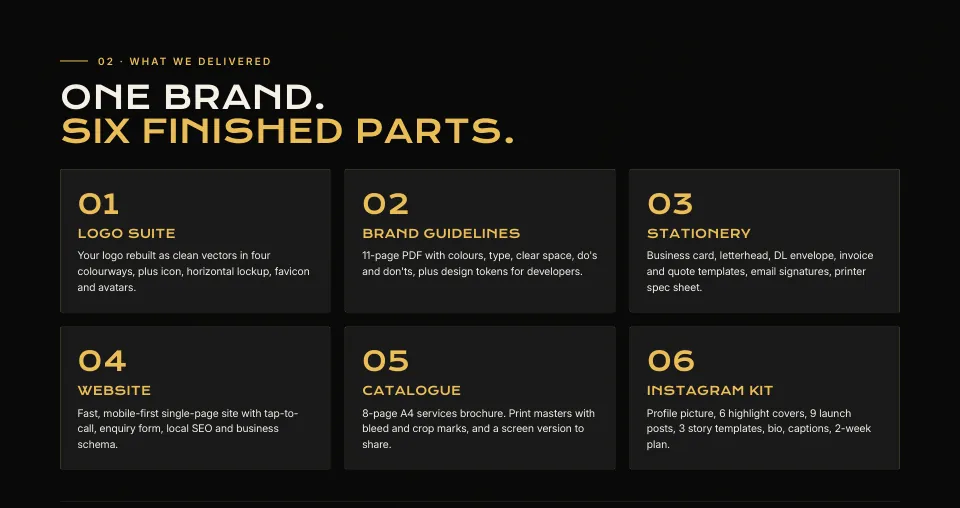 02 · WHAT WE DELIVERED
ONE BRAND.
SIX FINISHED PARTS.
01
LOGO SUITE
Your logo rebuilt as clean vectors in four
colourways, plus icon, horizontal lockup, favicon
and avatars.
02
BRAND GUIDELINES
11-page PDF with colours, type, clear space, do's
and don'ts, plus design tokens for developers.
03
STATIONERY
Business card, letterhead, DL envelope, invoice
and quote templates, email signatures, printer
spec sheet.
04
WEBSITE
Fast, mobile-first single-page site with tap-to-
call, enquiry form, local SEO and business
schema.
05
CATALOGUE
8-page A4 services brochure. Print masters with
bleed and crop marks, and a screen version to
share.
06
INSTAGRAM KIT
Profile picture, 6 highlight covers, 9 launch
posts, 3 story templates, bio, captions, 2-week
plan.